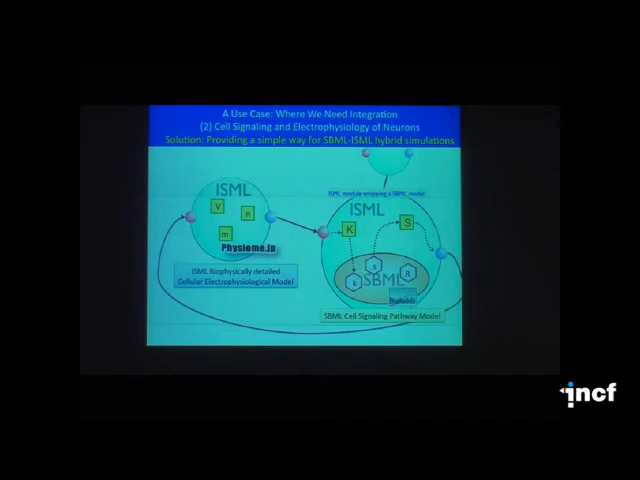 A Use Case: Where We Need Integration
(2) Cell Signaling and Electrophysiology of Neurons
Solution: Providing a simple way for SBML-ISML hybrid simulations
ISML module wrapping a SBML model
ISML
V
n
m
Physiome.jp
ISML
K
S
s
k
R
SBML
BioModels
ISML Biophysically detailed
Cellular Electrophysiological Model
SBML Cell Signaling Pathway Model
incf